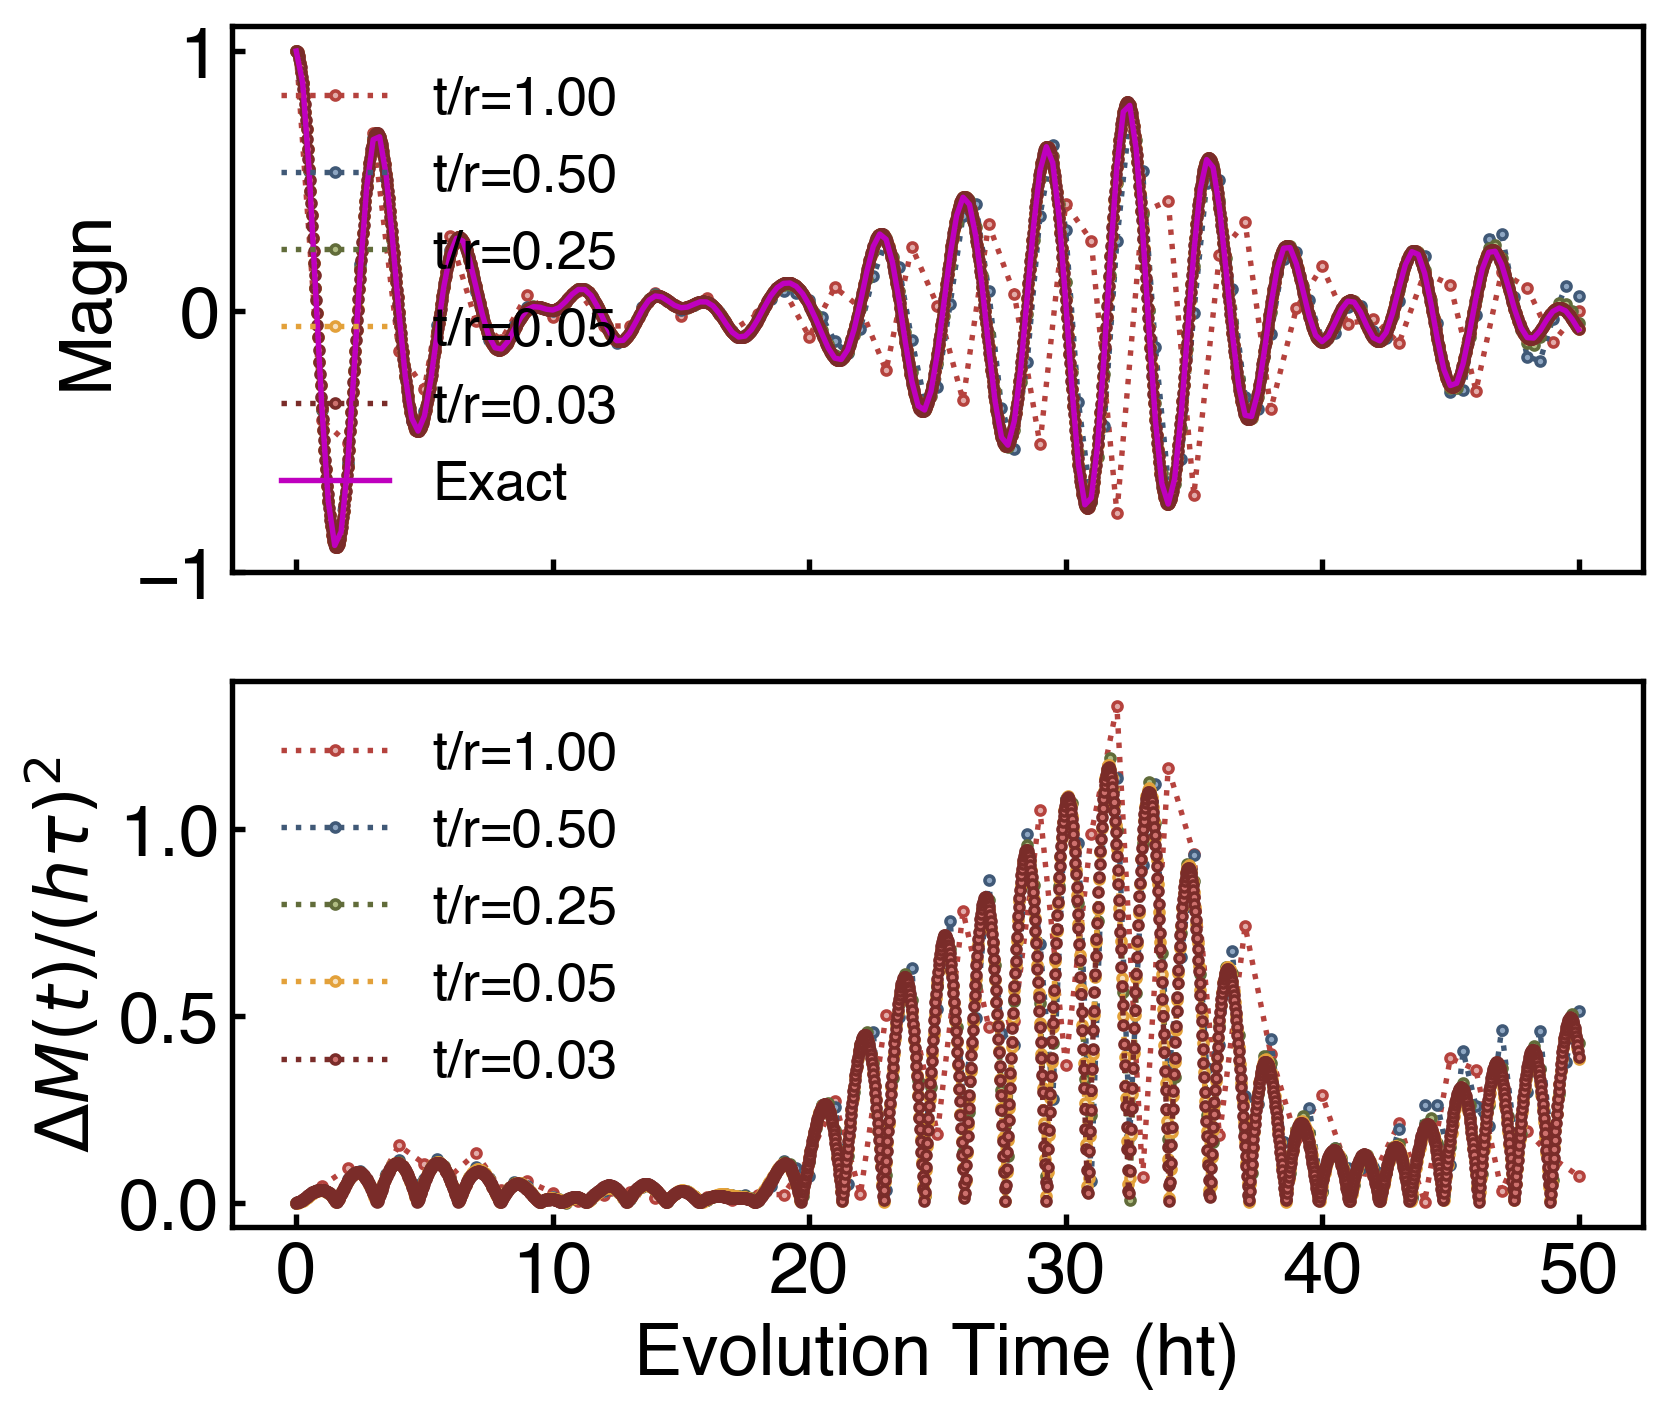 Magn
1
0
−1
t/r=1.00
t/r=0.50
t/r=0.25
t/r=0.05
t/r=0.03
Exact
ΔM(t)/(hτ)²
1.0
0.5
0.0
t/r=1.00
t/r=0.50
t/r=0.25
t/r=0.05
t/r=0.03
0 10 20 30 40 50
Evolution Time (ht)